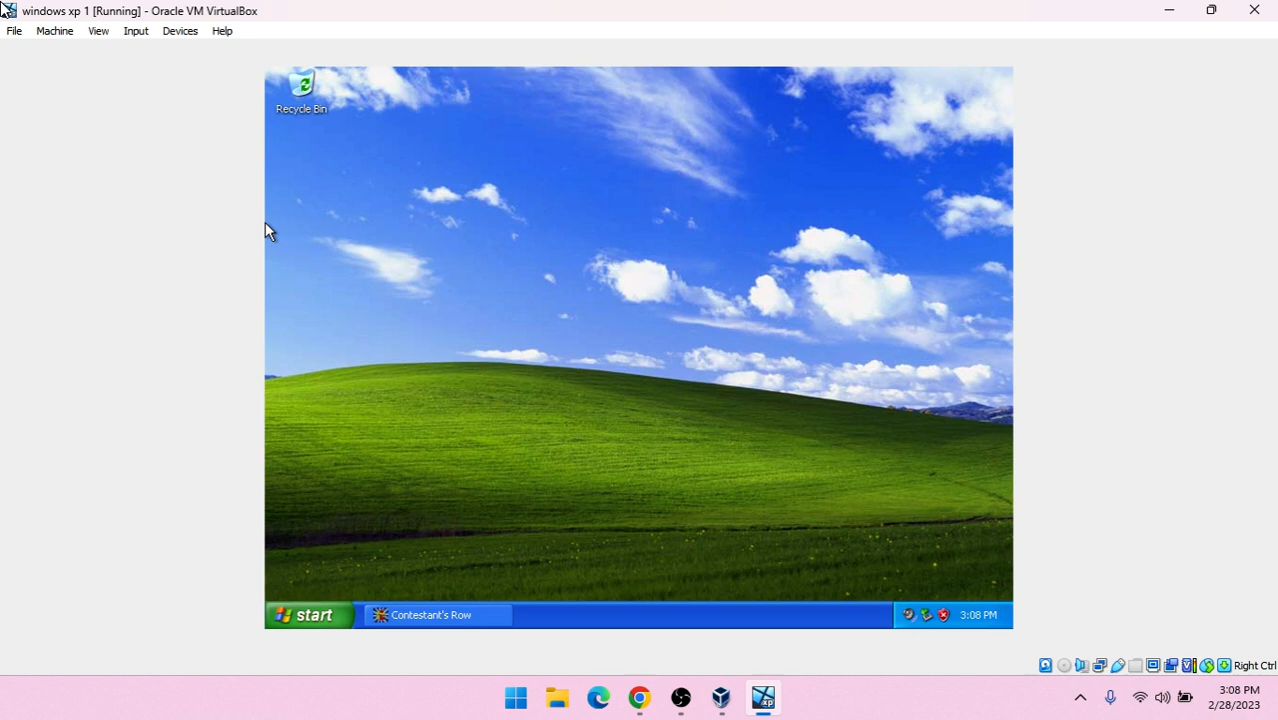 windows xp 1 [Running] - Oracle VM VirtualBox
File Machine View Input Devices Help
Recycle Bin
start Contestant's Row 3:08 PM
Right Ctrl
xp 3:08 PM
2/28/2023